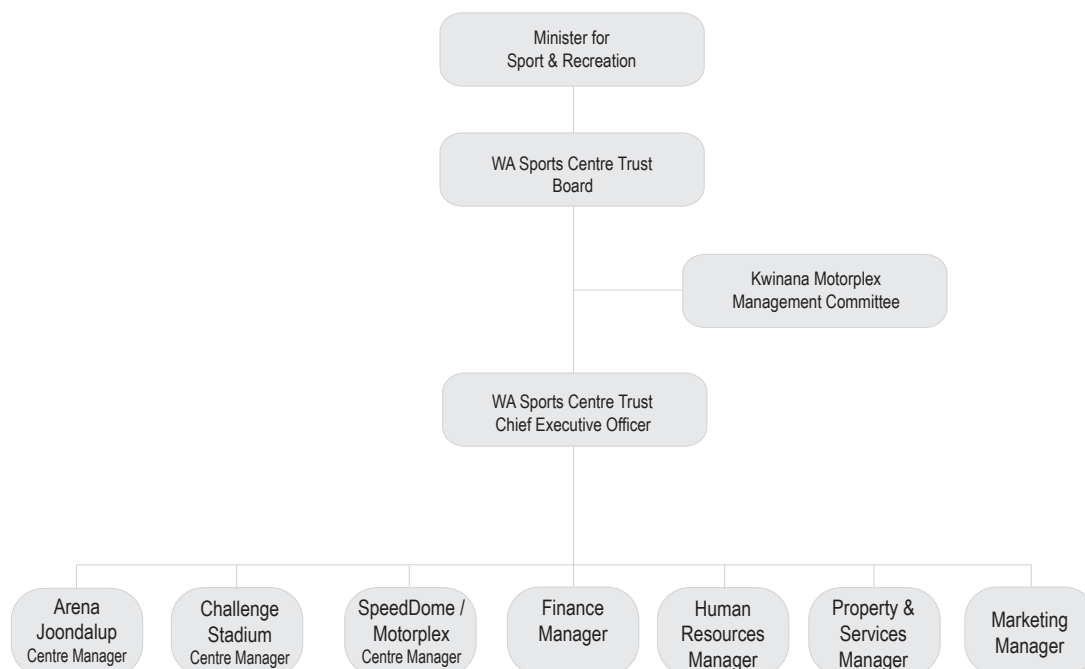 Minister for
Sport & Recreation
WA Sports Centre Trust
Board
Kwinana Motorplex
Management Committee
WA Sports Centre Trust
Chief Executive Officer
Arena
Joondalup
Centre Manager
Challenge
Stadium
Centre Manager
SpeedDome /
Motorplex
Centre Manager
Finance
Manager
Human
Resources
Manager
Property &
Services
Manager
Marketing
Manager